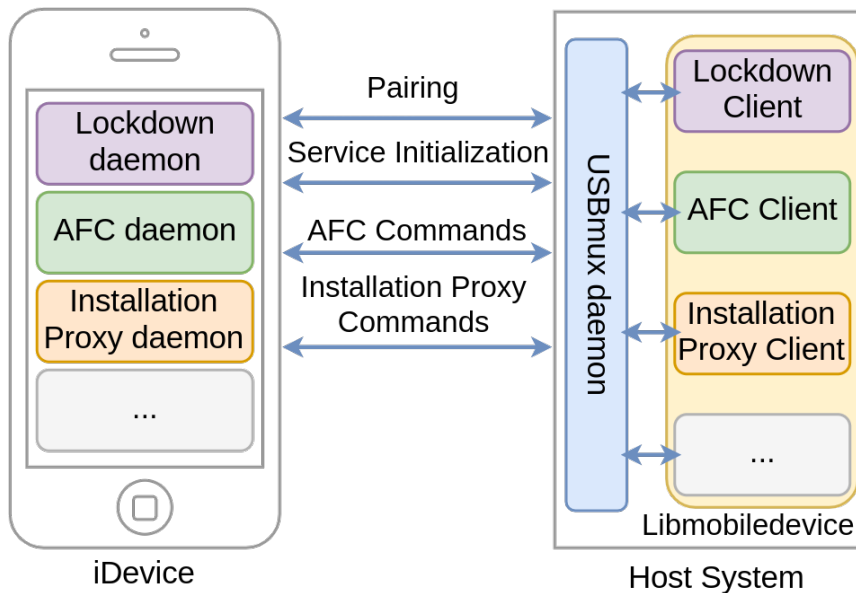 Lockdown
daemon
AFC daemon
Installation
Proxy daemon
...
iDevice
Pairing
Service Initialization
AFC Commands
Installation Proxy
Commands
USBmux daemon
Lockdown
Client
AFC Client
Installation
Proxy Client
...
Libmobiledevice
Host System